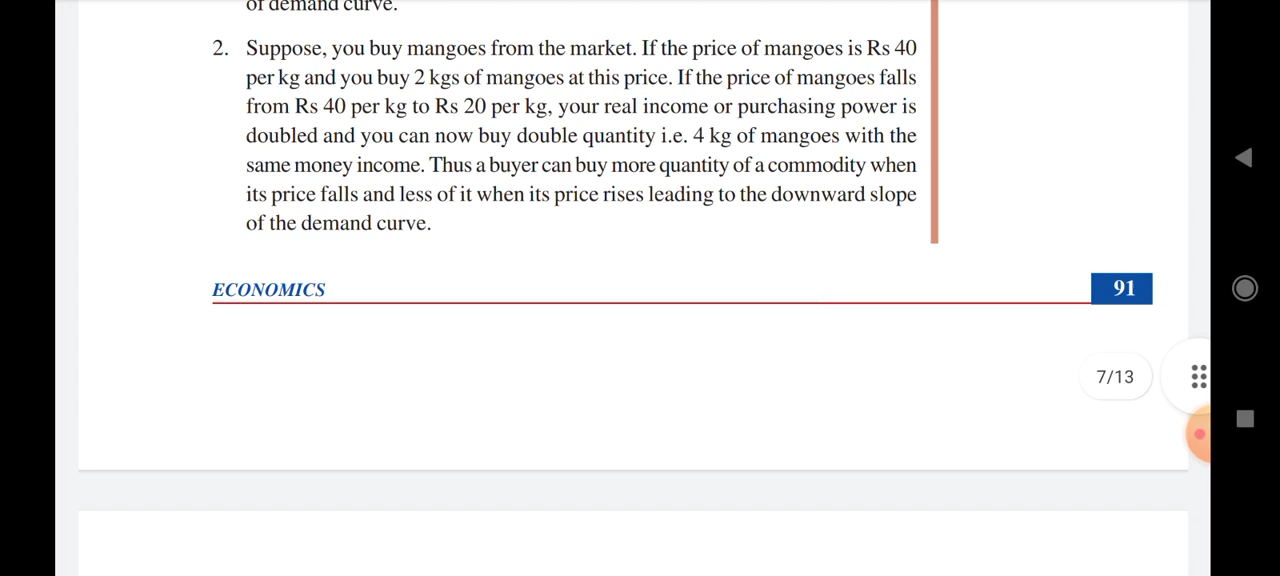 of demand curve.
2. Suppose, you buy mangoes from the market. If the price of mangoes is Rs 40
per kg and you buy 2 kgs of mangoes at this price. If the price of mangoes falls
from Rs 40 per kg to Rs 20 per kg, your real income or purchasing power is
doubled and you can now buy double quantity i.e. 4 kg of mangoes with the
same money income. Thus a buyer can buy more quantity of a commodity when
its price falls and less of it when its price rises leading to the downward slope
of the demand curve.
ECONOMICS
91
7/13